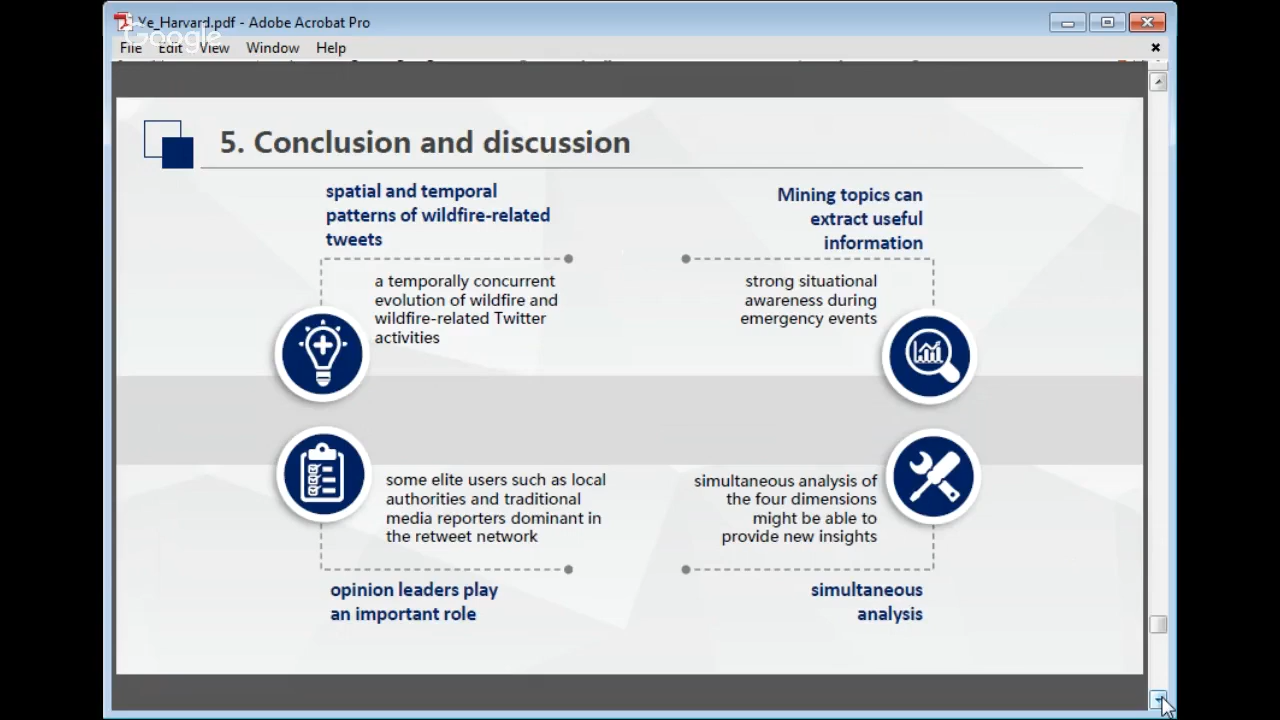 Ye_Harvard.pdf - Adobe Acrobat Pro
Google
File Edit View Window Help
5. Conclusion and discussion
spatial and temporal
patterns of wildfire-related
tweets
a temporally concurrent
evolution of wildfire and
wildfire-related Twitter
activities
Mining topics can
extract useful
information
strong situational
awareness during
emergency events
some elite users such as local
authorities and traditional
media reporters dominant in
the retweet network
opinion leaders play
an important role
simultaneous analysis of
the four dimensions
might be able to
provide new insights
simultaneous
analysis